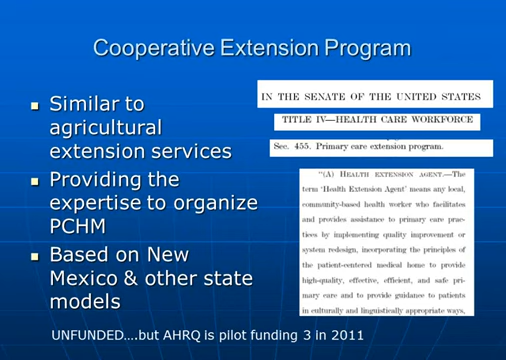 Cooperative Extension Program
Similar to
agricultural
extension services
Providing the
expertise to organize
PCHM
Based on New
Mexico & other state
models
UNFUNDED….but AHRQ is pilot funding 3 in 2011
IN THE SENATE OF THE UNITED STATES
TITLE IV—HEALTH CARE WORKFORCE
Sec. 455. Primary care extension program.
“(A) HEALTH EXTENSION AGENT.—The
term ‘Health Extension Agent’ means any local,
community-based health worker who facilitates
and provides assistance to primary care prac-
tices by implementing quality improvement or
system redesign, incorporating the principles of
the patient-centered medical home to provide
high-quality, effective, efficient, and safe pri-
mary care and to provide guidance to patients
in culturally and linguistically appropriate ways,